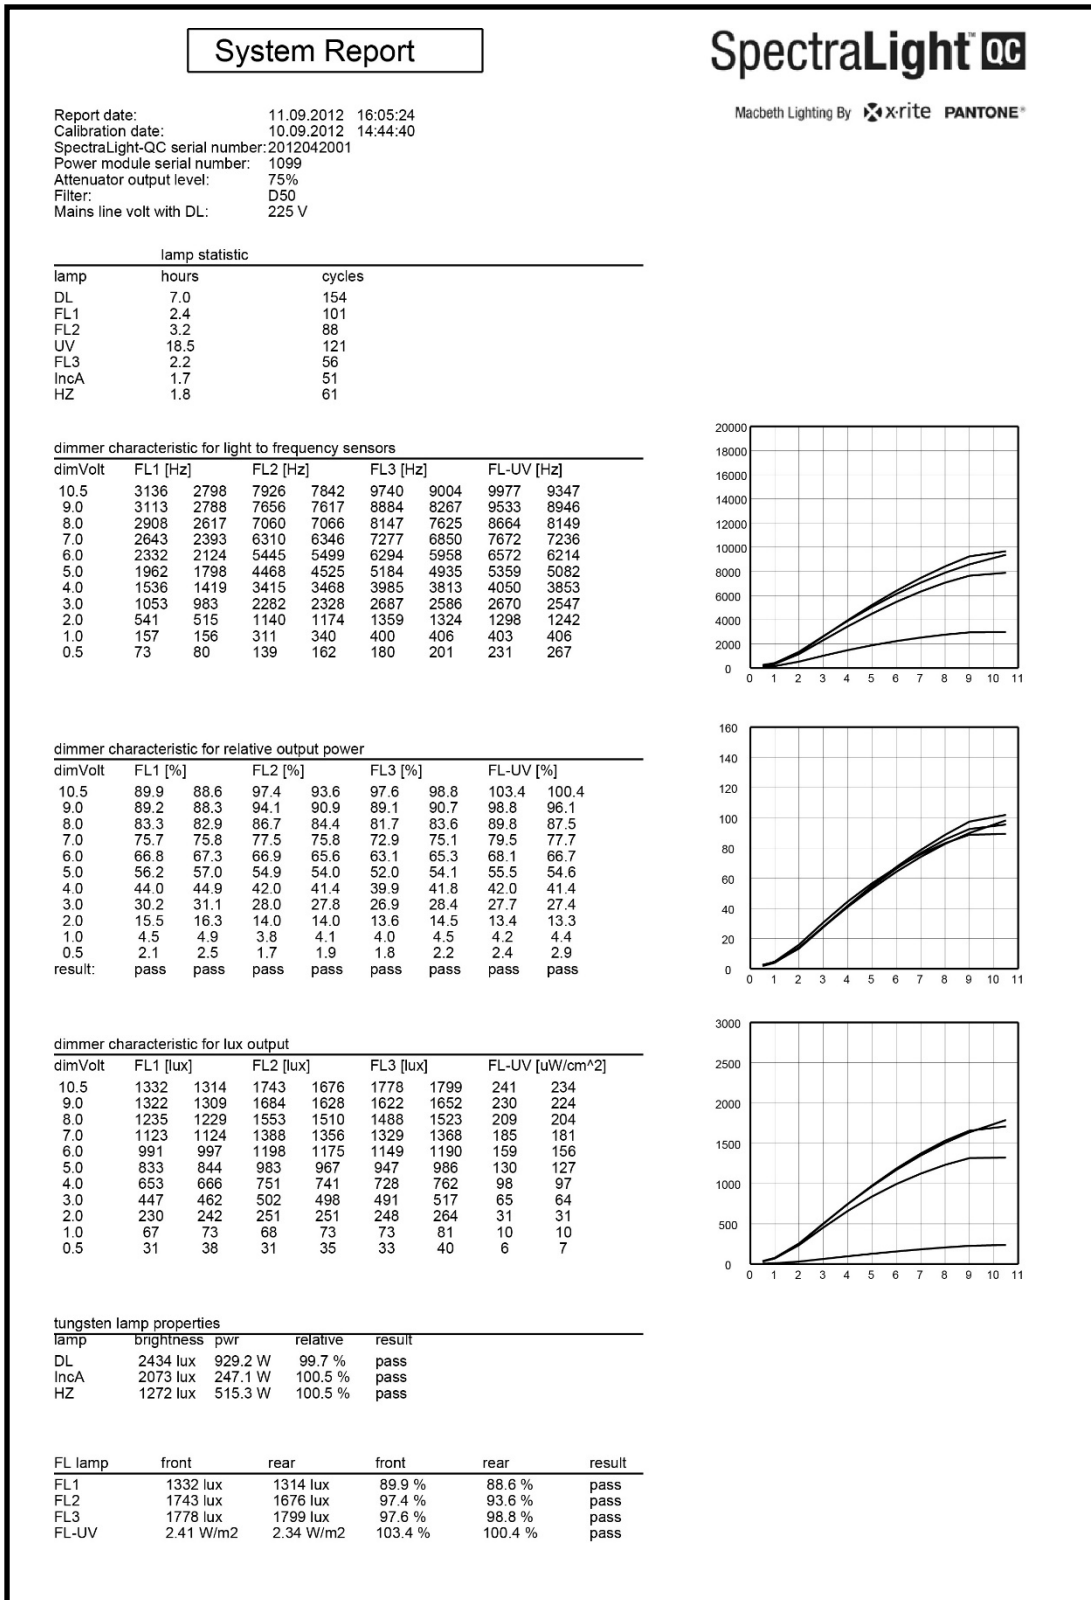 System Report
SpectraLight™ QC
Macbeth Lighting By x·rite PANTONE®
Report date: 11.09.2012 16:05:24
Calibration date: 10.09.2012 14:44:40
SpectraLight-QC serial number: 2012042001
Power module serial number: 1099
Attenuator output level: 75%
Filter: D50
Mains line volt with DL: 225 V
lamp statistic
lamp hours cycles
DL 7.0 154
FL1 2.4 101
FL2 3.2 88
UV 18.5 121
FL3 2.2 56
IncA 1.7 51
HZ 1.8 61
dimmer characteristic for light to frequency sensors
dimVolt FL1 [Hz] FL2 [Hz] FL3 [Hz] FL-UV [Hz]
10.5 3136 2798 7926 7842 9740 9004 9977 9347
9.0 3113 2788 7656 7617 8884 8267 9533 8946
8.0 2908 2617 7060 7066 8147 7625 8664 8149
7.0 2643 2393 6310 6346 7277 6850 7672 7236
6.0 2332 2124 5445 5499 6294 5958 6572 6214
5.0 1962 1798 4468 4525 5184 4935 5359 5082
4.0 1536 1419 3415 3468 3985 3813 4050 3853
3.0 1053 983 2282 2328 2687 2586 2670 2547
2.0 541 515 1140 1174 1359 1324 1298 1242
1.0 157 156 311 340 400 406 403 406
0.5 73 80 139 162 180 201 231 267
20000
18000
16000
14000
12000
10000
8000
6000
4000
2000
0
0 1 2 3 4 5 6 7 8 9 10 11
dimmer characteristic for relative output power
dimVolt FL1 [%] FL2 [%] FL3 [%] FL-UV [%]
10.5 89.9 88.6 97.4 93.6 97.6 98.8 103.4 100.4
9.0 89.2 88.3 94.1 90.9 89.1 90.7 98.8 96.1
8.0 83.3 82.9 86.7 84.4 81.7 83.6 89.8 87.5
7.0 75.7 75.8 77.5 75.8 72.9 75.1 79.5 77.7
6.0 66.8 67.3 66.9 65.6 63.1 65.3 68.1 66.7
5.0 56.2 57.0 54.9 54.0 52.0 54.1 55.5 54.6
4.0 44.0 44.9 42.0 41.4 39.9 41.8 42.0 41.4
3.0 30.2 31.1 28.0 27.8 26.9 28.4 27.7 27.4
2.0 15.5 16.3 14.0 14.0 13.6 14.5 13.4 13.3
1.0 4.5 4.9 3.8 4.1 4.0 4.5 4.2 4.4
0.5 2.1 2.5 1.7 1.9 1.8 2.2 2.4 2.9
result: pass pass pass pass pass pass pass pass
160
140
120
100
80
60
40
20
0
0 1 2 3 4 5 6 7 8 9 10 11
dimmer characteristic for lux output
dimVolt FL1 [lux] FL2 [lux] FL3 [lux] FL-UV [uW/cm^2]
10.5 1332 1314 1743 1676 1778 1799 241 234
9.0 1322 1309 1684 1628 1622 1652 230 224
8.0 1235 1229 1553 1510 1488 1523 209 204
7.0 1123 1124 1388 1356 1329 1368 185 181
6.0 991 997 1198 1175 1149 1190 159 156
5.0 833 844 983 967 947 986 130 127
4.0 653 666 751 741 728 762 98 97
3.0 447 462 502 498 491 517 65 64
2.0 230 242 251 251 248 264 31 31
1.0 67 73 68 73 73 81 10 10
0.5 31 38 31 35 33 40 6 7
3000
2500
2000
1500
1000
500
0
0 1 2 3 4 5 6 7 8 9 10 11
tungsten lamp properties
lamp brightness pwr relative result
DL 2434 lux 929.2 W 99.7 % pass
IncA 2073 lux 247.1 W 100.5 % pass
HZ 1272 lux 515.3 W 100.5 % pass
FL lamp front rear front rear result
FL1 1332 lux 1314 lux 89.9 % 88.6 % pass
FL2 1743 lux 1676 lux 97.4 % 93.6 % pass
FL3 1778 lux 1799 lux 97.6 % 98.8 % pass
FL-UV 2.41 W/m2 2.34 W/m2 103.4 % 100.4 % pass